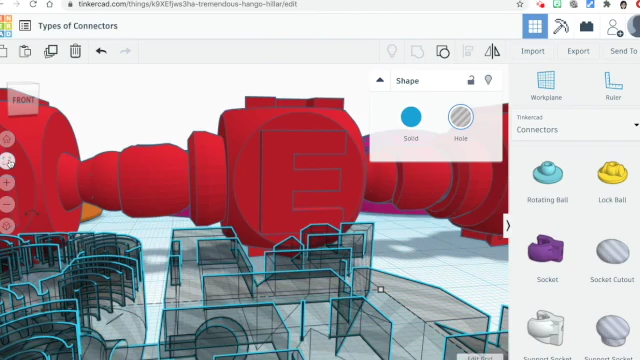 tinkercad.com/things/k9XEfjws3ha-tremendous-hango-hillar/edit
Types of Connectors
Import
Export
Send To
FRONT
Shape
Solid
Hole
Workplane
Ruler
Tinkercad
Connectors
E
Rotating Ball
Lock Ball
Socket
Socket Cutout